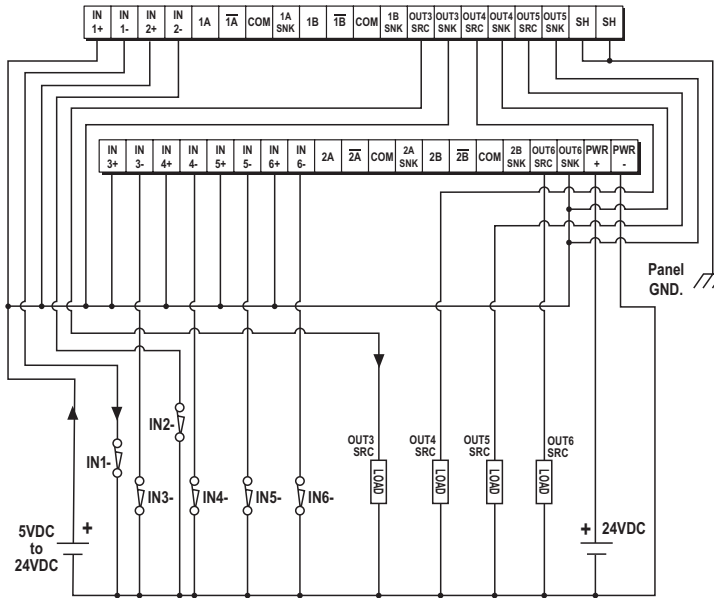 IN 1+ IN 1- IN 2+ IN 2- 1A 1A COM 1A SNK 1B 1B COM 1B SNK OUT3 SRC OUT3 SNK OUT4 SRC OUT4 SNK OUT5 SRC OUT5 SNK SH SH
IN 3+ IN 3- IN 4+ IN 4- IN 5+ IN 5- IN 6+ IN 6- 2A 2A COM 2A SNK 2B 2B COM 2B SNK OUT6 SRC OUT6 SNK PWR + PWR -
Panel
GND.
IN2-
IN1-
IN3-
IN4-
IN5-
IN6-
OUT3
SRC
LOAD
OUT4
SRC
LOAD
OUT5
SRC
LOAD
OUT6
SRC
LOAD
5VDC
to
24VDC
+
+ 24VDC